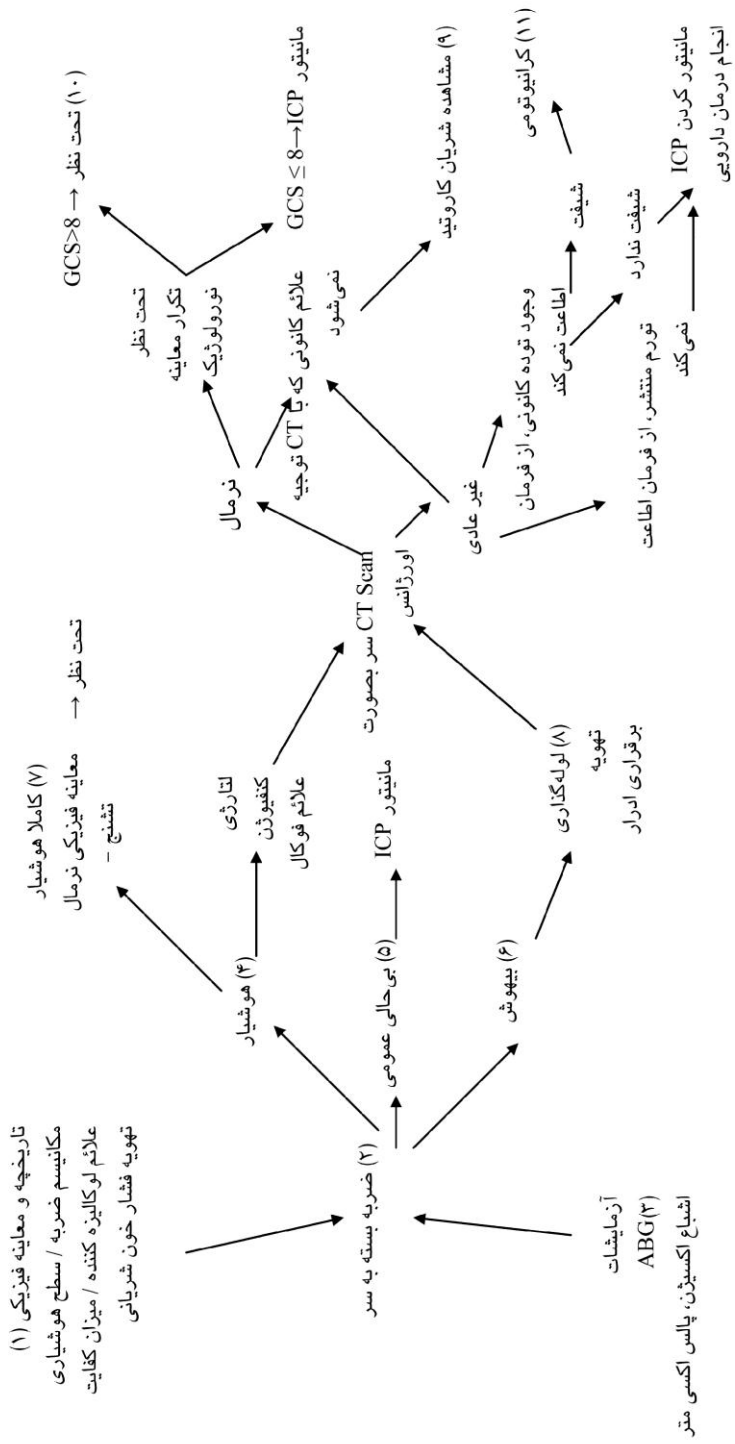 تاریخچه و معاینه فیزیکی (۱)
مکانیسم ضربه / سطح هوشیاری
علائم لوکالیزه کننده / میزان کفایت
تهویه فشار خون شریانی
(۲) ضربه بسته به سر
آزمایشات
ABG(۳)
اشباع اکسیژن، پالس اکسی متر
(۴) هوشیار
(۵) بی‌حالی عمومی
(۶) بیهوش
(۷) کاملا هوشیار
معاینه فیزیکی نرمال → تحت نظر
تشنج –
لتارژی
کنفیوژن
علائم فوکال
مانیتور ICP
(۸) لوله‌گذاری
تهویه
برقراری ادرار
CT Scan سر بصورت
اورژانس
نرمال
غیر عادی
تحت نظر
تکرار معاینه
نورولوژیک
علائم کانونی که با CT توجیه
نمی‌شود
وجود توده کانونی، از فرمان
اطاعت نمی‌کند
تورم منتشر، از فرمان اطاعت
نمی‌کند
GCS>8 → تحت نظر (۱۰)
GCS ≤ 8→ICP مانیتور
(۹) مشاهده شریان کاروتید
شیفت
شیفت ندارد
(۱۱) کرانیوتومی
مانیتور کردن ICP
انجام درمان دارویی